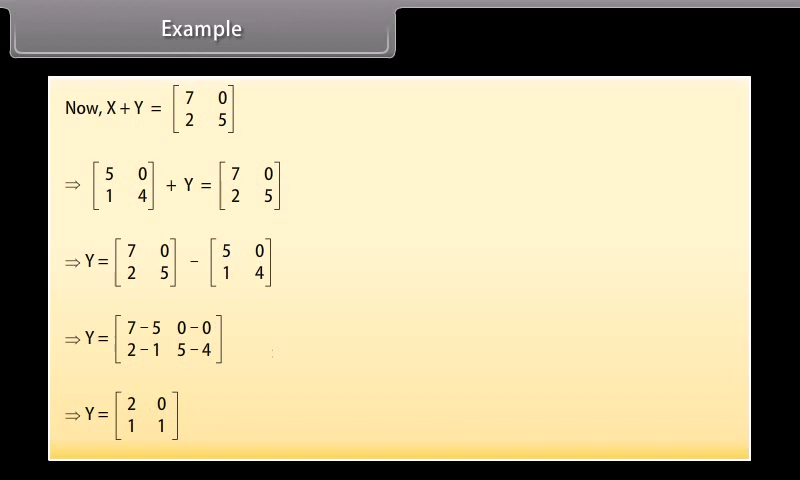 Example
Now, X + Y = [ 7 0
2 5 ]
⇒ [ 5 0
1 4 ] + Y = [ 7 0
2 5 ]
⇒ Y = [ 7 0
2 5 ] – [ 5 0
1 4 ]
⇒ Y = [ 7 – 5 0 – 0
2 – 1 5 – 4 ]
⇒ Y = [ 2 0
1 1 ]